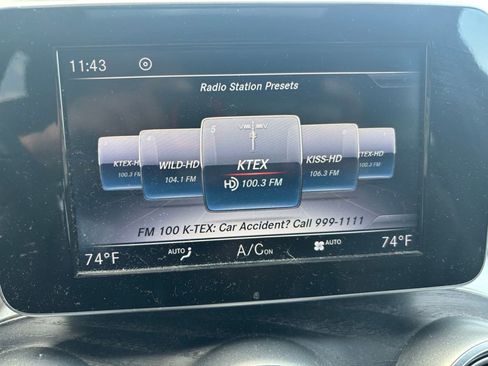 11:43
Radio Station Presets
5
KTEX-HD
100.3 FM
WILD-HD
104.1 FM
KTEX
HD 100.3 FM
KISS-HD
106.3 FM
KTEX-HD
100.3 FM
FM 100 K-TEX: Car Accident? Call 999-1111
74°F AUTO A/C ON AUTO 74°F